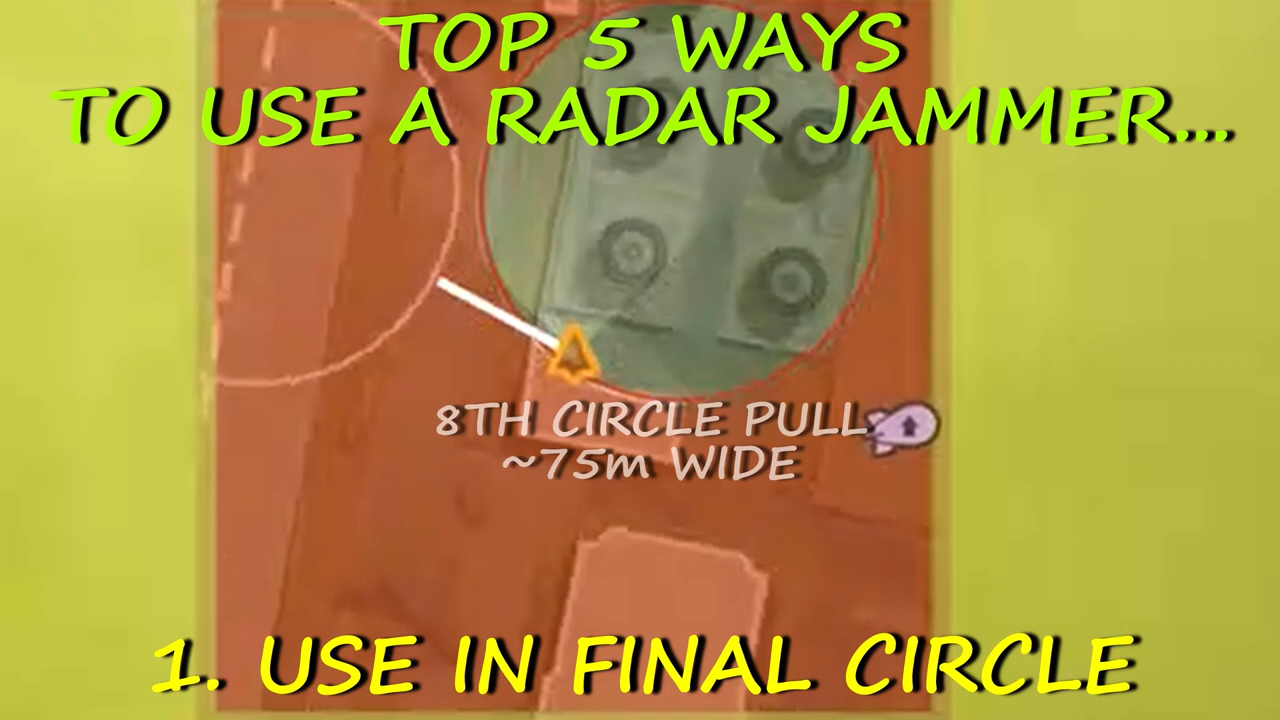 TOP 5 WAYS
TO USE A RADAR JAMMER...
8TH CIRCLE PULL
~75m WIDE
1. USE IN FINAL CIRCLE